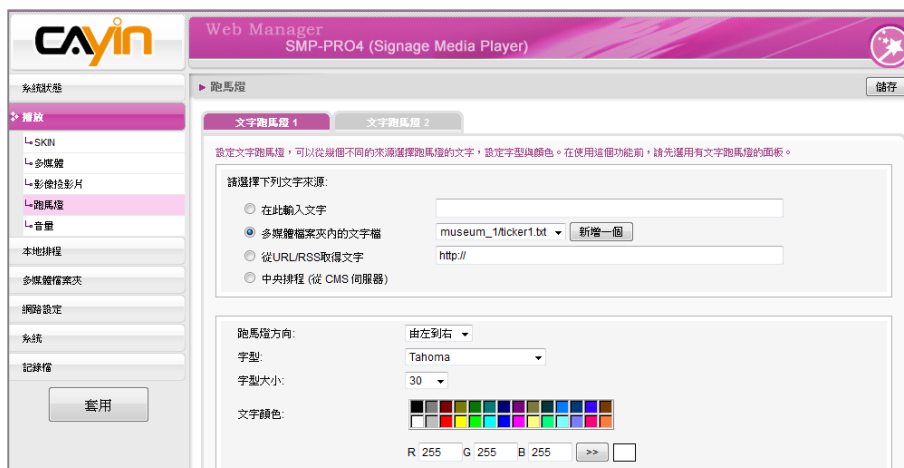 CAYIN
Web Manager
SMP-PRO4 (Signage Media Player)
系統狀態
播放
SKIN
多媒體
影像投影片
跑馬燈
音量
本地排程
多媒體檔案夾
網路設定
系統
記錄檔
套用
跑馬燈
儲存
文字跑馬燈 1
文字跑馬燈 2
設定文字跑馬燈，可以從幾個不同的來源選擇跑馬燈的文字，設定字型與顏色。在使用這個功能前，請先選用有文字跑馬燈的面板。
請選擇下列文字來源:
在此輸入文字
多媒體檔案夾內的文字檔 museum_1/ticker1.txt 新增一個
從URL/RSS取得文字 http://
中央排程 (從 CMS 伺服器)
跑馬燈方向: 由左到右
字型: Tahoma
字型大小: 30
文字顏色:
R 255 G 255 B 255 >>